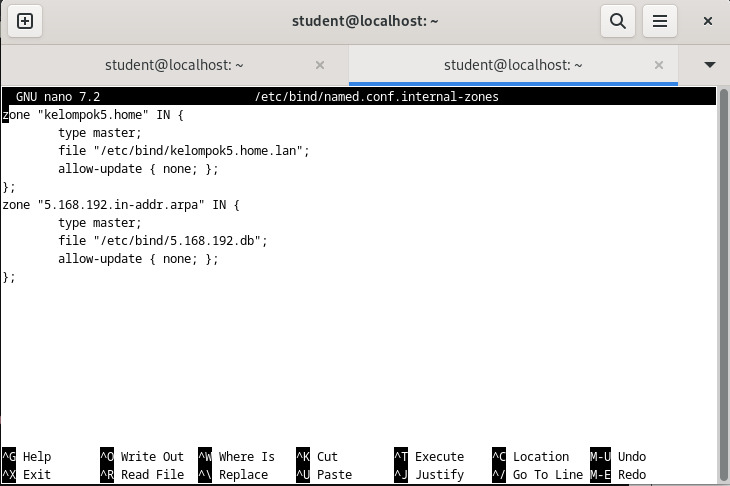 student@localhost: ~
student@localhost: ~ × student@localhost: ~ ×
GNU nano 7.2 /etc/bind/named.conf.internal-zones
zone "kelompok5.home" IN {
type master;
file "/etc/bind/kelompok5.home.lan";
allow-update { none; };
};
zone "5.168.192.in-addr.arpa" IN {
type master;
file "/etc/bind/5.168.192.db";
allow-update { none; };
};
^G Help ^O Write Out ^W Where Is ^K Cut ^T Execute ^C Location M-U Undo
^X Exit ^R Read File ^\ Replace ^U Paste ^J Justify ^/ Go To Line M-E Redo